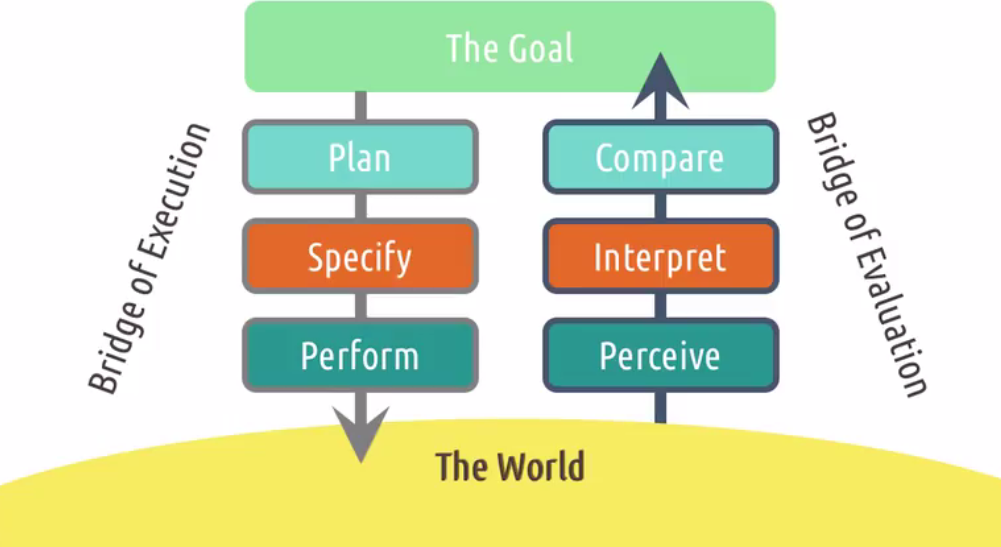 The Goal
Bridge of Execution
Plan
Specify
Perform
Compare
Interpret
Perceive
Bridge of Evaluation
The World